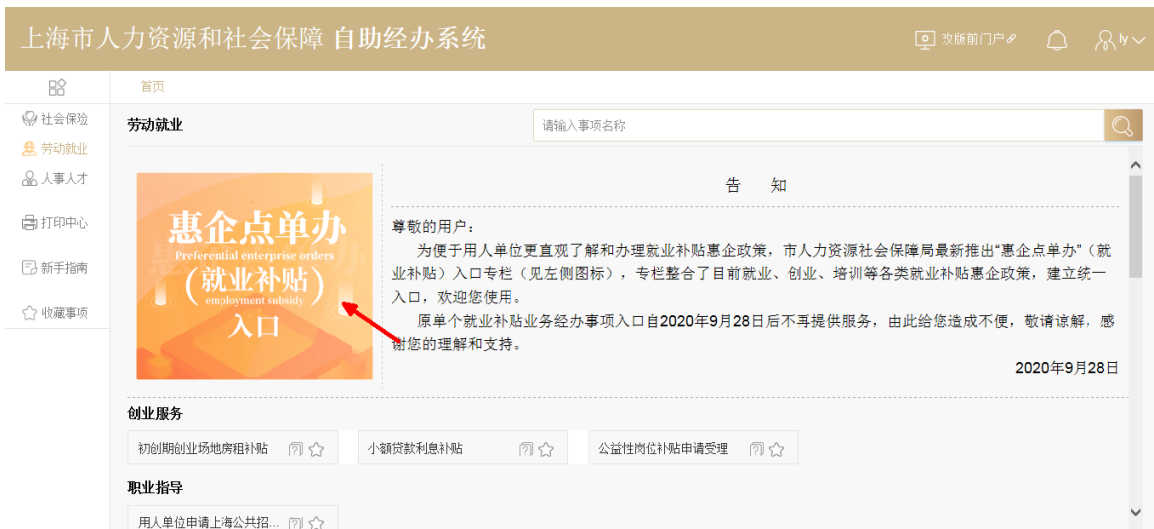 上海市人力资源和社会保障 自助经办系统
改版前门户
ly
首页
社会保险
劳动就业
人事人才
打印中心
新手指南
收藏事项
劳动就业
请输入事项名称
惠企点单办
Preferential enterprise orders
(就业补贴)
employment subsidy
入口
告 知
尊敬的用户：
为便于用人单位更直观了解和办理就业补贴惠企政策，市人力资源社会保障局最新推出“惠企点单办”（就
业补贴）入口专栏（见左侧图标），专栏整合了目前就业、创业、培训等各类就业补贴惠企政策，建立统一
入口，欢迎您使用。
原单个就业补贴业务经办事项入口自2020年9月28日后不再提供服务，由此给您造成不便，敬请谅解，感
谢您的理解和支持。
2020年9月28日
创业服务
初创期创业场地房租补贴
小额贷款利息补贴
公益性岗位补贴申请受理
职业指导
用人单位申请上海公共招...